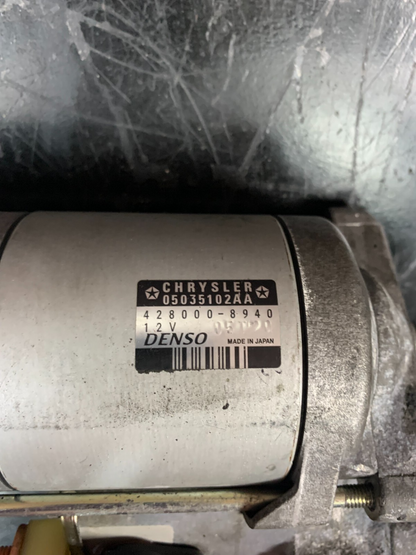 CHRYSLER
05035102AA
428000-8940
12V
DENSO MADE IN JAPAN